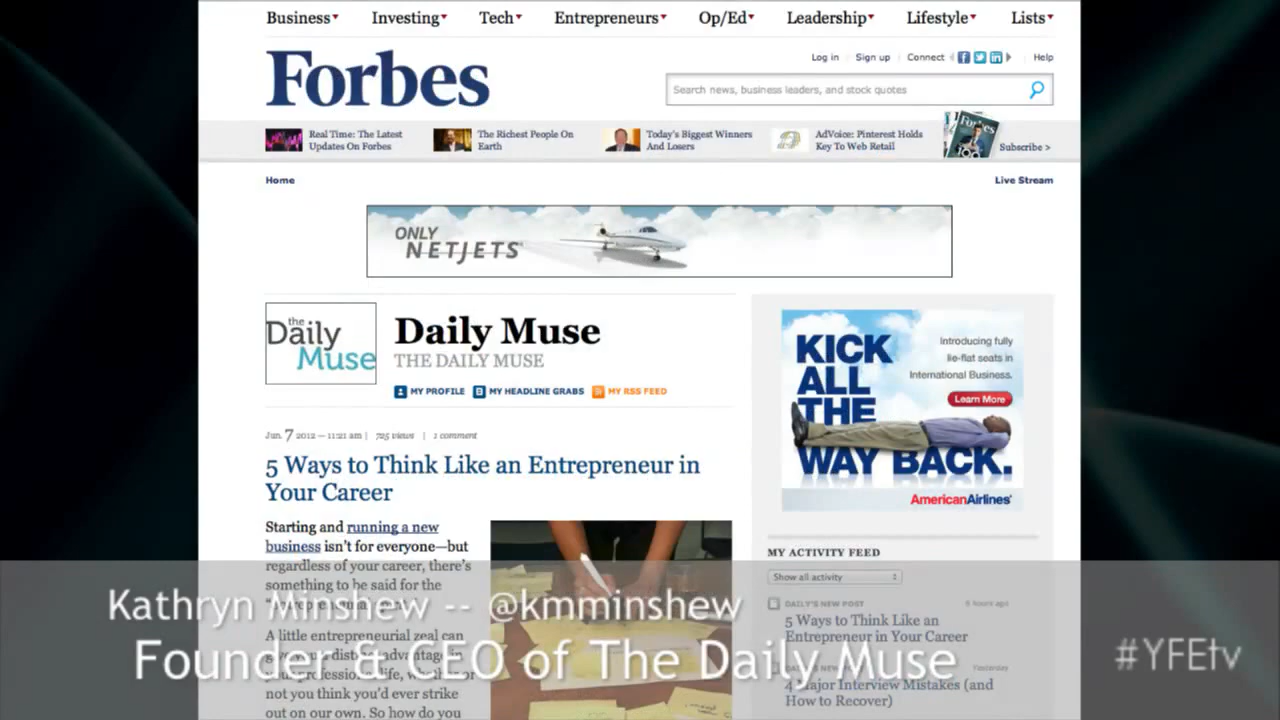 Business Investing Tech Entrepreneurs Op/Ed Leadership Lifestyle Lists
Forbes
Log in Sign up Connect Help
Search news, business leaders, and stock quotes
Real Time: The Latest
Updates On Forbes
The Richest People On
Earth
Today's Biggest Winners
And Losers
AdVoice: Pinterest Holds
Key To Web Retail
Forbes
Subscribe >
Home
Live Stream
ONLY
NETJETS
the
Daily
Muse
Daily Muse
THE DAILY MUSE
MY PROFILE MY HEADLINE GRABS MY RSS FEED
Jun. 7 2012 — 11:21 am | 725 views | 1 comment
5 Ways to Think Like an Entrepreneur in
Your Career
Starting and running a new
business isn't for everyone—but
regardless of your career, there's
something to be said for the
A little entrepreneurial zeal can
not you think you'd ever strike
out on our own. So how do you
KICK
ALL
THE
WAY BACK.
Introducing fully
lie-flat seats in
International Business.
Learn More
AmericanAirlines
MY ACTIVITY FEED
Show all activity
DAILY'S NEW POST 6 hours ago
5 Ways to Think Like an
Entrepreneur in Your Career
Yesterday
4 Major Interview Mistakes (and
How to Recover)
Kathryn Minshew -- @kmminshew
Founder & CEO of The Daily Muse
#YFEtv